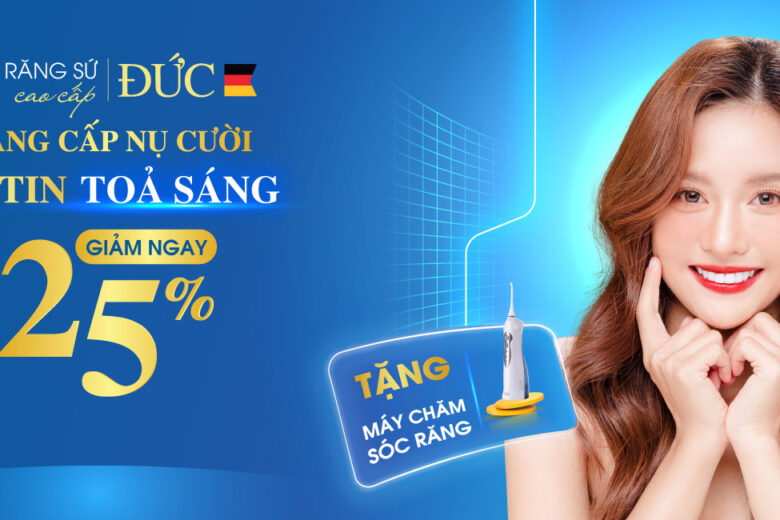 RĂNG SỨ
cao cấp
ĐỨC
CẤP NỤ CƯỜI
TIN TOẢ SÁNG
GIẢM NGAY
25%
TẶNG
MÁY CHĂM
SÓC RĂNG